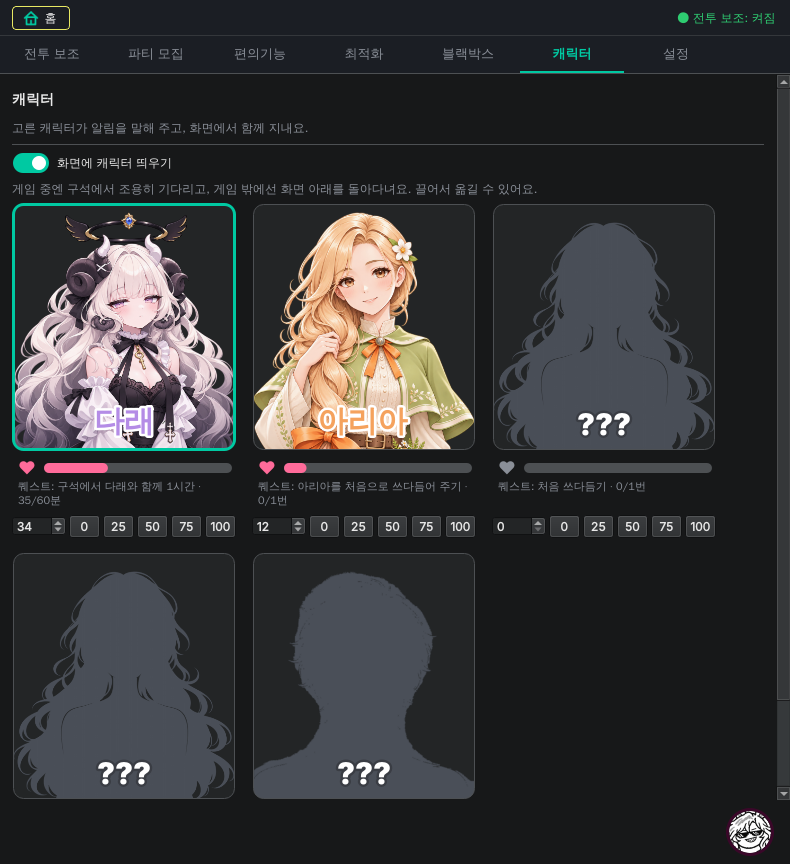 홈
전투 보조: 켜짐
전투 보조 파티 모집 편의기능 최적화 블랙박스 캐릭터 설정
캐릭터
고른 캐릭터가 알림을 말해 주고, 화면에서 함께 지내요.
화면에 캐릭터 띄우기
게임 중엔 구석에서 조용히 기다리고, 게임 밖에선 화면 아래를 돌아다녀요. 끌어서 옮길 수 있어요.
다래
아리아
???
퀘스트: 구석에서 다래와 함께 1시간 ·
35/60분
퀘스트: 아리아를 처음으로 쓰다듬어 주기 ·
0/1번
퀘스트: 처음 쓰다듬기 · 0/1번
34 0 25 50 75 100
12 0 25 50 75 100
0 0 25 50 75 100
???
???